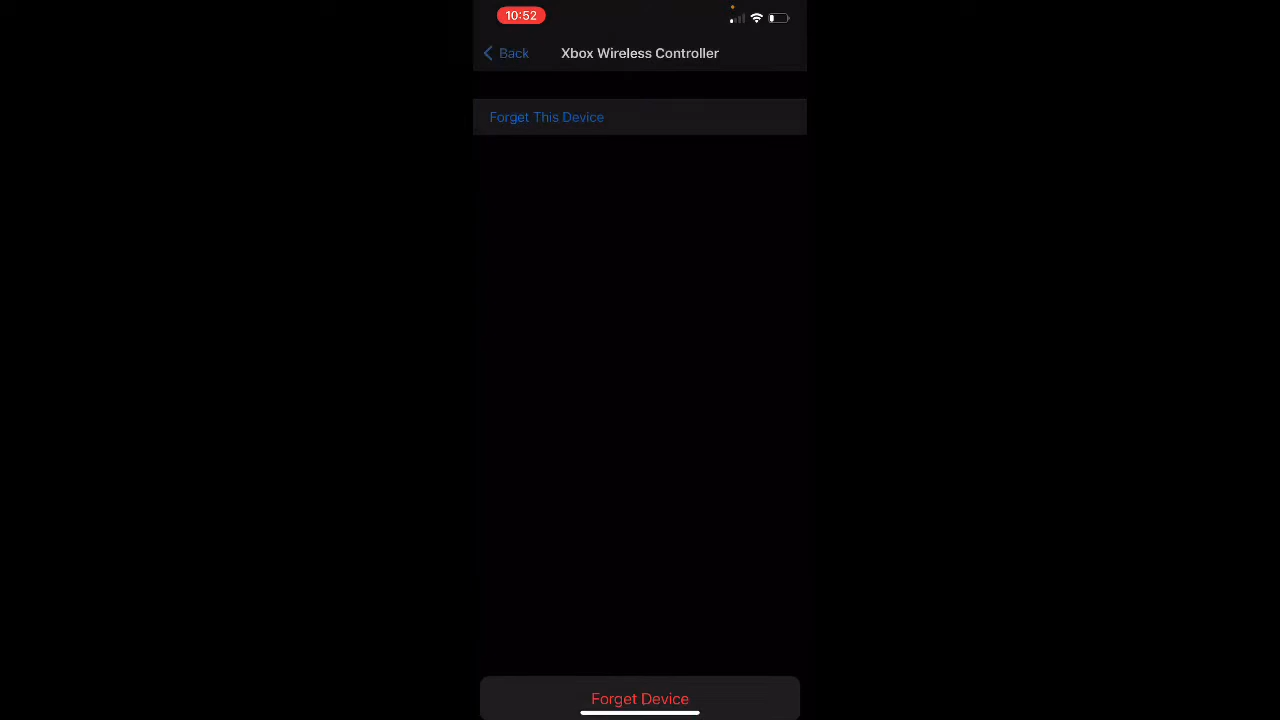 10:52
Back
Xbox Wireless Controller
Forget This Device
Forget Device